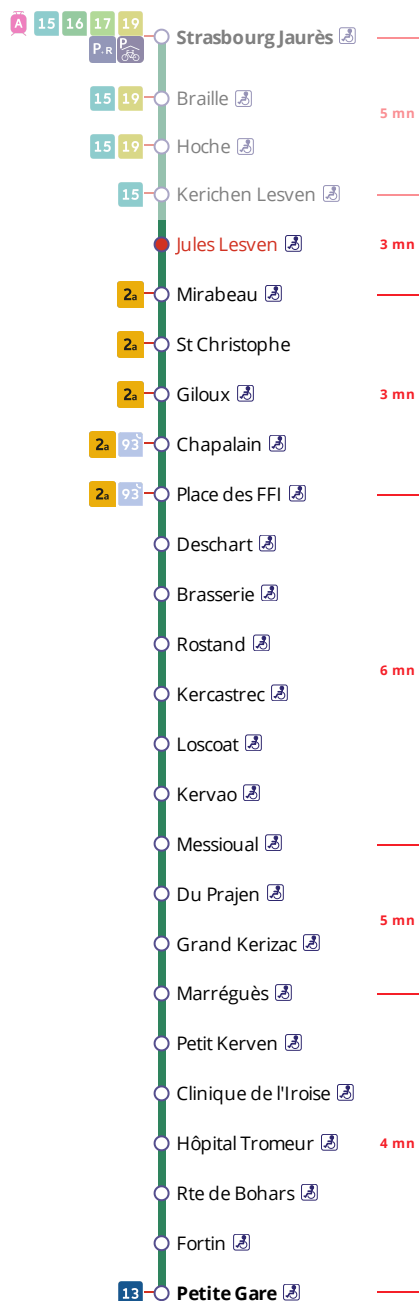 A 15 16 17 19
P+R P
Strasbourg Jaurès
15 19 Braille
5 mn
15 19 Hoche
15 Kerichen Lesven
Jules Lesven 3 mn
2a Mirabeau
2a St Christophe
2a Giloux 3 mn
2a 93 Chapalain
2a 93 Place des FFI
Deschart
Brasserie
Rostand
6 mn
Kercastrec
Loscoat
Kervao
Messioual
Du Prajen
5 mn
Grand Kerizac
Marréguès
Petit Kerven
Clinique de l'Iroise
Hôpital Tromeur 4 mn
Rte de Bohars
Fortin
13 Petite Gare